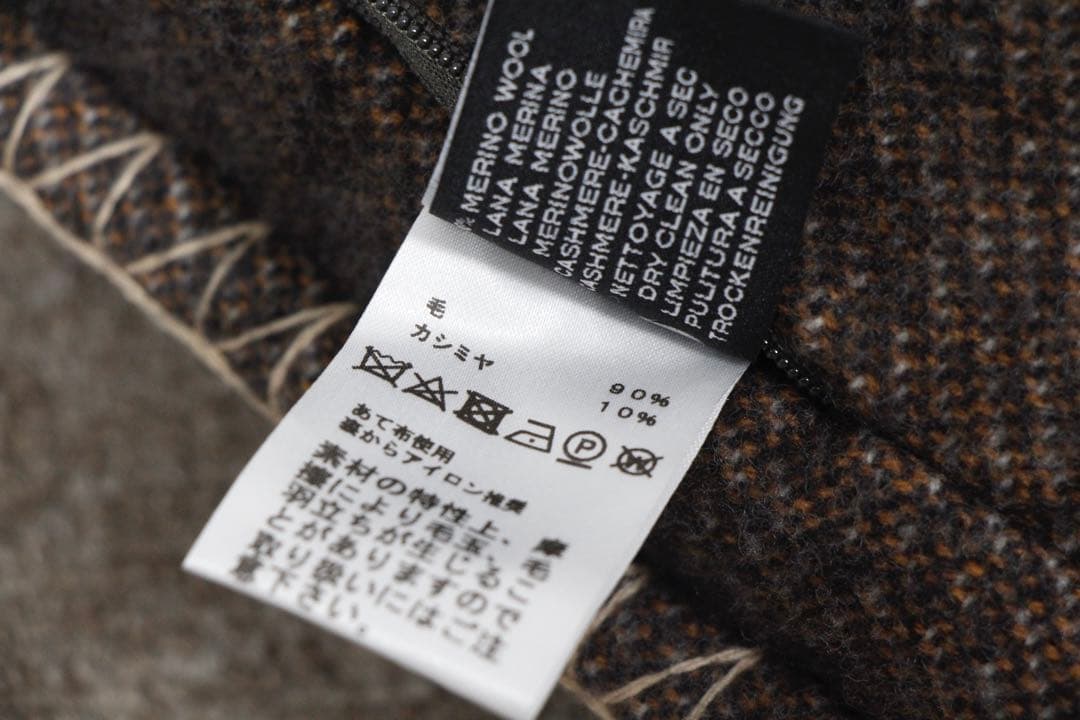 % MERINO WOOL
LANA MERINA
LANA MERINO
MERINOWOLLE
CASHMERE-CACHEMIRA
ASHMERE-KASCHMIR
NETTOYAGE A SEC
DRY CLEAN ONLY
LIMPIEZA EN SECO
PULITURA A SECCO
TROCKENREINIGUNG
毛 90%
カシミヤ 10%
P
あて布使用
裏からアイロン推奨
素材の特性上、摩
擦により毛玉、毛
羽立ちが生じるこ
とがありますので
取り扱いにはご注
意下さい。